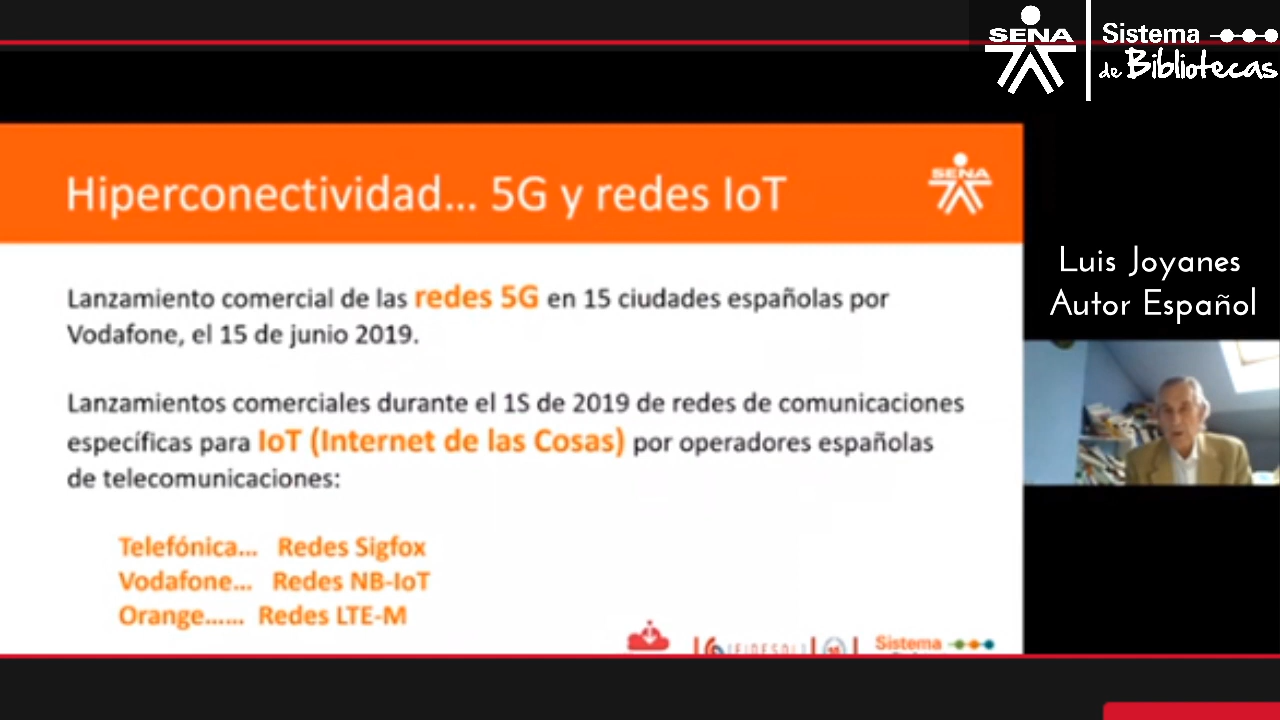 SENA
Sistema
de Bibliotecas
Hiperconectividad... 5G y redes IoT
SENA
Lanzamiento comercial de las redes 5G en 15 ciudades españolas por
Vodafone, el 15 de junio 2019.
Lanzamientos comerciales durante el 1S de 2019 de redes de comunicaciones
específicas para IoT (Internet de las Cosas) por operadores españolas
de telecomunicaciones:
Telefónica... Redes Sigfox
Vodafone... Redes NB-IoT
Orange...... Redes LTE-M
Sistema
Luis Joyanes
Autor Español